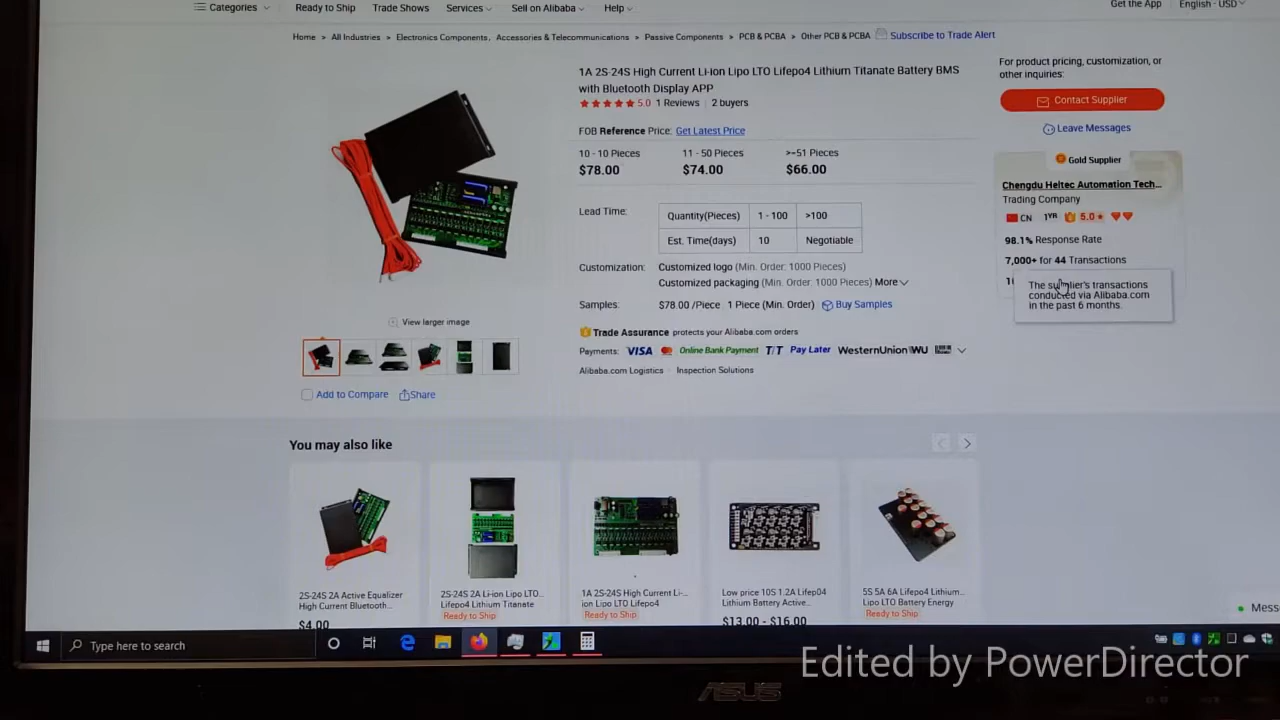 Categories
Ready to Ship
Trade Shows
Services
Sell on Alibaba
Help
Get the App
English - USD
Home > All Industries > Electronics Components, Accessories & Telecommunications > Passive Components > PCB & PCBA > Other PCB & PCBA
Subscribe to Trade Alert
1A 2S-24S High Current Li-ion Lipo LTO Lifepo4 Lithium Titanate Battery BMS
with Bluetooth Display APP
5.0 1 Reviews 2 buyers
FOB Reference Price: Get Latest Price
10 - 10 Pieces 11 - 50 Pieces >=51 Pieces
$78.00 $74.00 $66.00
Lead Time:
Quantity(Pieces) 1 - 100 >100
Est. Time(days) 10 Negotiable
Customization: Customized logo (Min. Order: 1000 Pieces)
Customized packaging (Min. Order: 1000 Pieces) More
Samples: $78.00 /Piece 1 Piece (Min. Order) Buy Samples
Trade Assurance protects your Alibaba.com orders
Payments: VISA Online Bank Payment T/T Pay Later WesternUnion WU
Alibaba.com Logistics · Inspection Solutions
For product pricing, customization, or
other inquiries:
Contact Supplier
Leave Messages
Gold Supplier
Chengdu Heltec Automation Tech...
Trading Company
CN 1YR 5.0
98.1% Response Rate
7,000+ for 44 Transactions
The supplier's transactions
conducted via Alibaba.com
in the past 6 months.
View larger image
Add to Compare
Share
You may also like
2S-24S 2A Active Equalizer
High Current Bluetooth...
$4.00
2S-24S 2A Li-ion Lipo LTO...
Lifepo4 Lithium Titanate
Ready to Ship
1A 2S-24S High Current Li-...
ion Lipo LTO Lifepo4
Ready to Ship
Low price 10S 1.2A Lifep04
Lithium Battery Active...
$13.00 - $16.00
5S 5A 6A Lifepo4 Lithium...
Lipo LTO Battery Energy
Ready to Ship
Mess
Type here to search
Edited by PowerDirector
ASUS